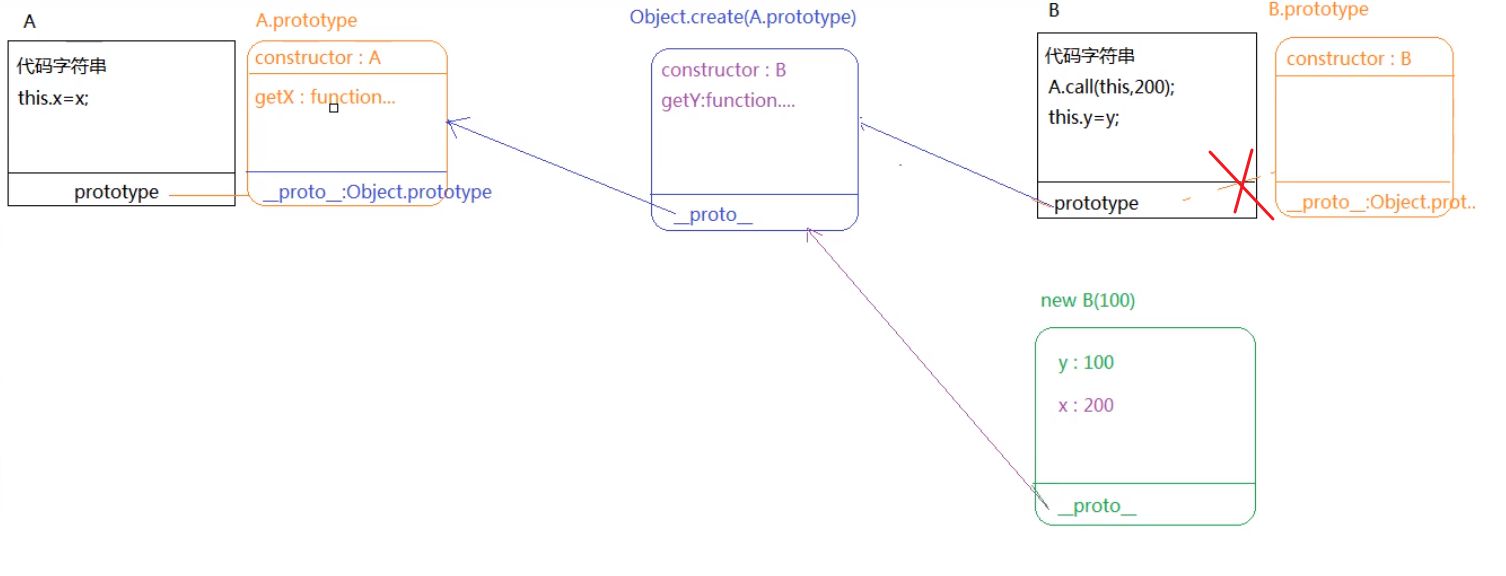 A
A.prototype
代码字符串
this.x=x;
prototype
constructor : A
getX : function...
__proto__:Object.prototype
Object.create(A.prototype)
constructor : B
getY:function....
__proto__
B
B.prototype
代码字符串
A.call(this,200);
this.y=y;
prototype
constructor : B
__proto__:Object.prot..
new B(100)
y : 100
x : 200
__proto__